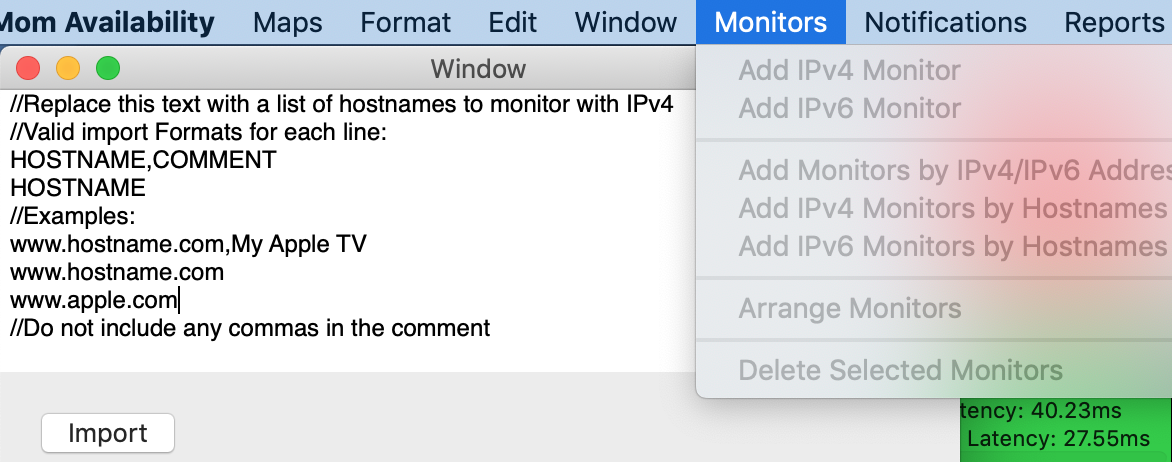 Mom Availability Maps Format Edit Window Monitors Notifications Reports
Window
//Replace this text with a list of hostnames to monitor with IPv4
//Valid import Formats for each line:
HOSTNAME,COMMENT
HOSTNAME
//Examples:
www.hostname.com,My Apple TV
www.hostname.com
www.apple.com
//Do not include any commas in the comment
Import
Add IPv4 Monitor
Add IPv6 Monitor
Add Monitors by IPv4/IPv6 Addres
Add IPv4 Monitors by Hostnames
Add IPv6 Monitors by Hostnames
Arrange Monitors
Delete Selected Monitors
tency: 40.23ms
Latency: 27.55ms